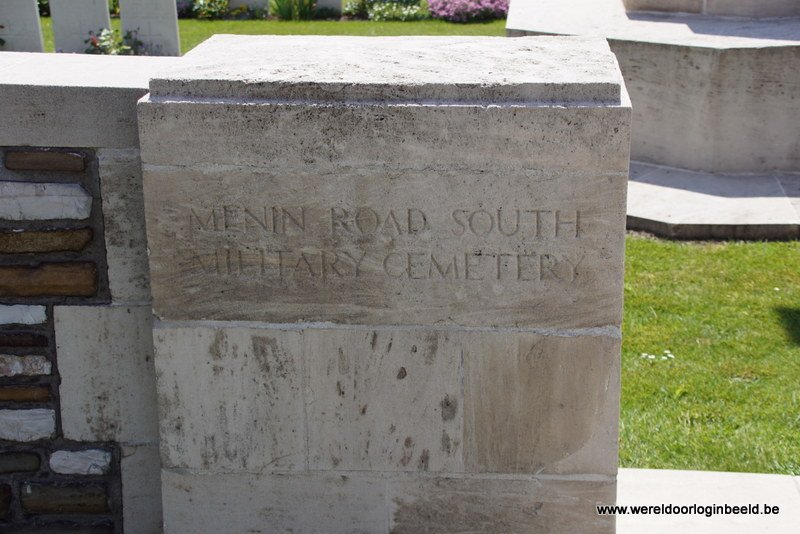 MENIN ROAD SOUTH
MILITARY CEMETERY
www.wereldoorloginbeeld.be